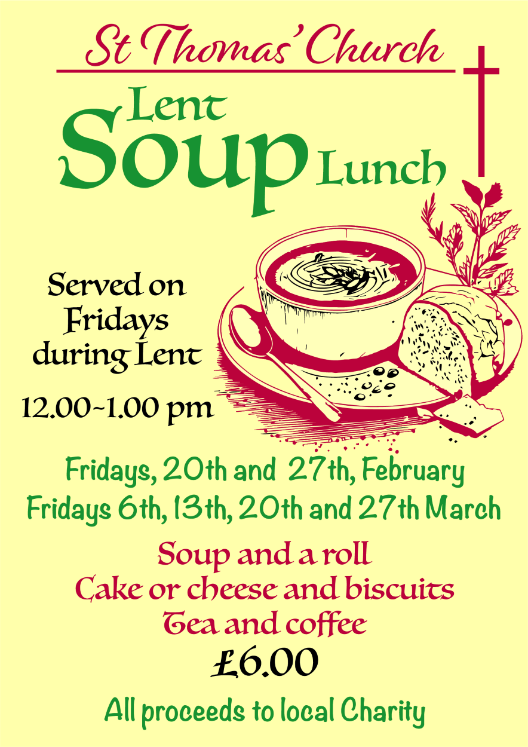 St Thomas' Church
Lent
Soup Lunch
Served on
Fridays
during Lent
12.00-1.00 pm
Fridays, 20th and 27th, February
Fridays 6th, 13th, 20th and 27th March
Soup and a roll
Cake or cheese and biscuits
Tea and coffee
£6.00
All proceeds to local Charity